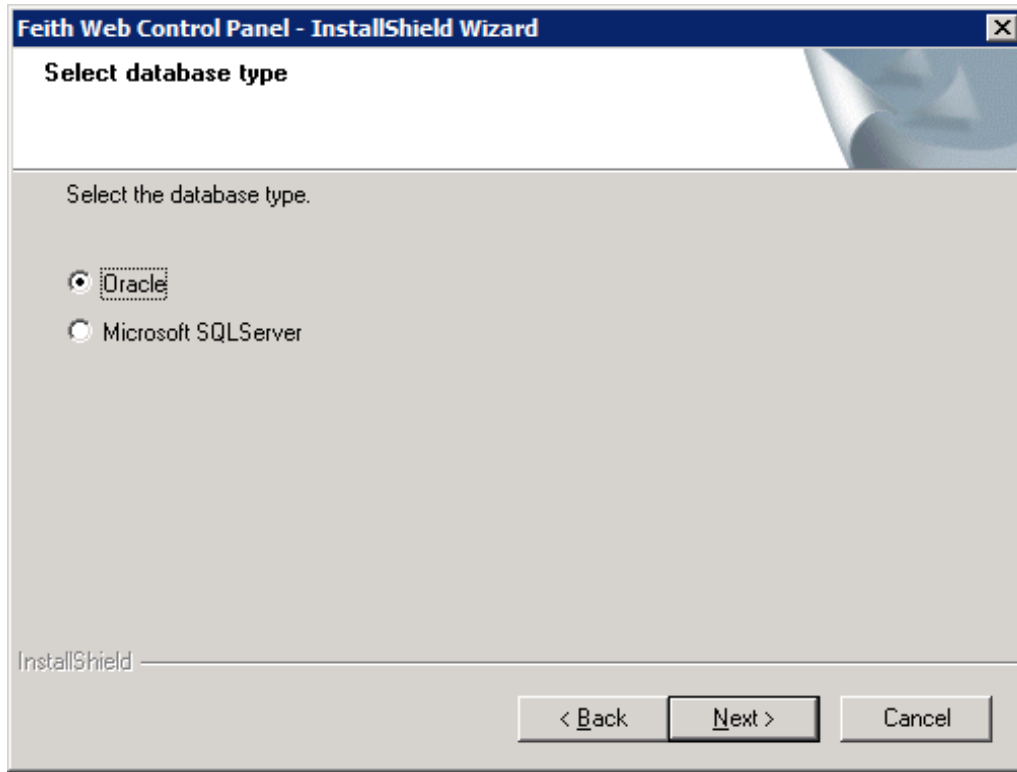 Feith Web Control Panel - InstallShield Wizard
Select database type
Select the database type.
Oracle
Microsoft SQLServer
InstallShield
< Back
Next >
Cancel